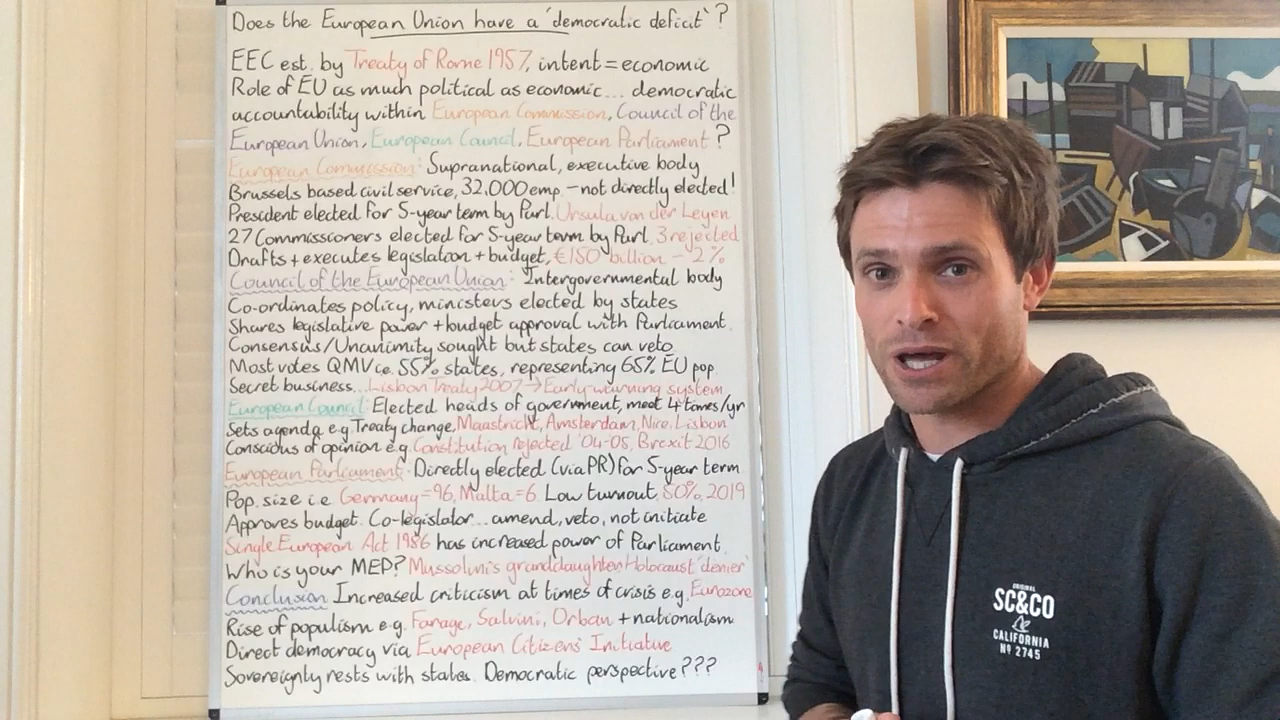 Does the European Union have a 'democratic deficit'?
EEC est. by Treaty of Rome 1957, intent = economic
Role of EU as much political as economic... democratic
accountability within European Commission, Council of the
European Union, European Council, European Parliament?
European Commission: Supranational, executive body
Brussels based civil service, 32,000 emp. – not directly elected!
President elected for 5-year term by Parl. Ursula von der Leyen
27 Commissioners elected for 5-year term by Parl. 3 rejected
Drafts + executes legislation + budget, €150 billion – 2%
Council of the European Union: Intergovernmental body
Co-ordinates policy, ministers elected by states
Shares legislative power + budget approval with Parliament.
Consensus/Unanimity sought but states can veto
Most votes QMV i.e. 55% states, representing 65% EU pop.
Secret business... Lisbon Treaty 2007 → Early-warning system
European Council: Elected heads of government, meet 4 times/yr
Sets agenda e.g. Treaty change, Maastricht, Amsterdam, Nice, Lisbon
Conscious of opinion e.g. Constitution rejected '04-05, Brexit 2016
European Parliament: Directly elected (via PR) for 5-year term
Pop. size i.e. Germany = 96, Malta = 6. Low turnout, 50%, 2019
Approves budget. Co-legislator... amend, veto, not initiate
Single European Act 1986 has increased power of Parliament
Who is your MEP? Mussolini's granddaughter, Holocaust 'denier'
Conclusion Increased criticism at times of crisis e.g. Eurozone
Rise of populism e.g. Farage, Salvini, Orban + nationalism
Direct democracy via European Citizens' Initiative
Sovereignty rests with states. Democratic perspective???
ORIGINAL
SC&CO
CALIFORNIA
Nº 2745